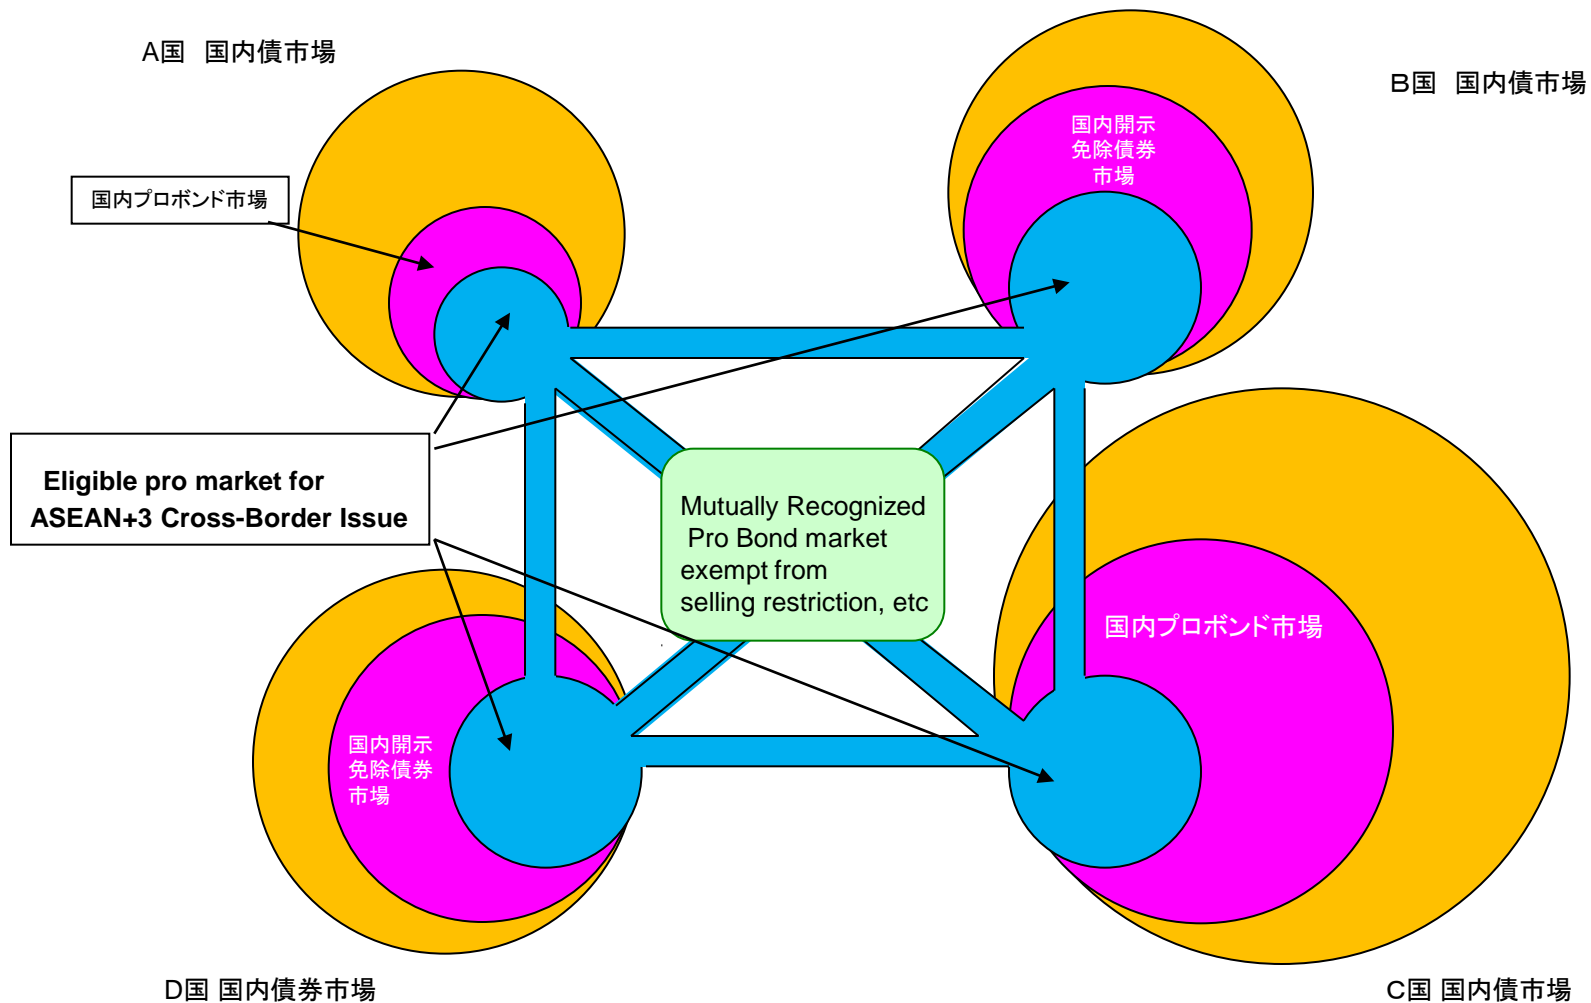 A国　国内債市場
B国　国内債市場
国内開示
免除債券
市場
国内プロボンド市場
Eligible pro market for
ASEAN+3 Cross-Border Issue
Mutually Recognized
Pro Bond market
exempt from
selling restriction, etc
国内プロボンド市場
国内開示
免除債券
市場
D国 国内債券市場
C国 国内債市場